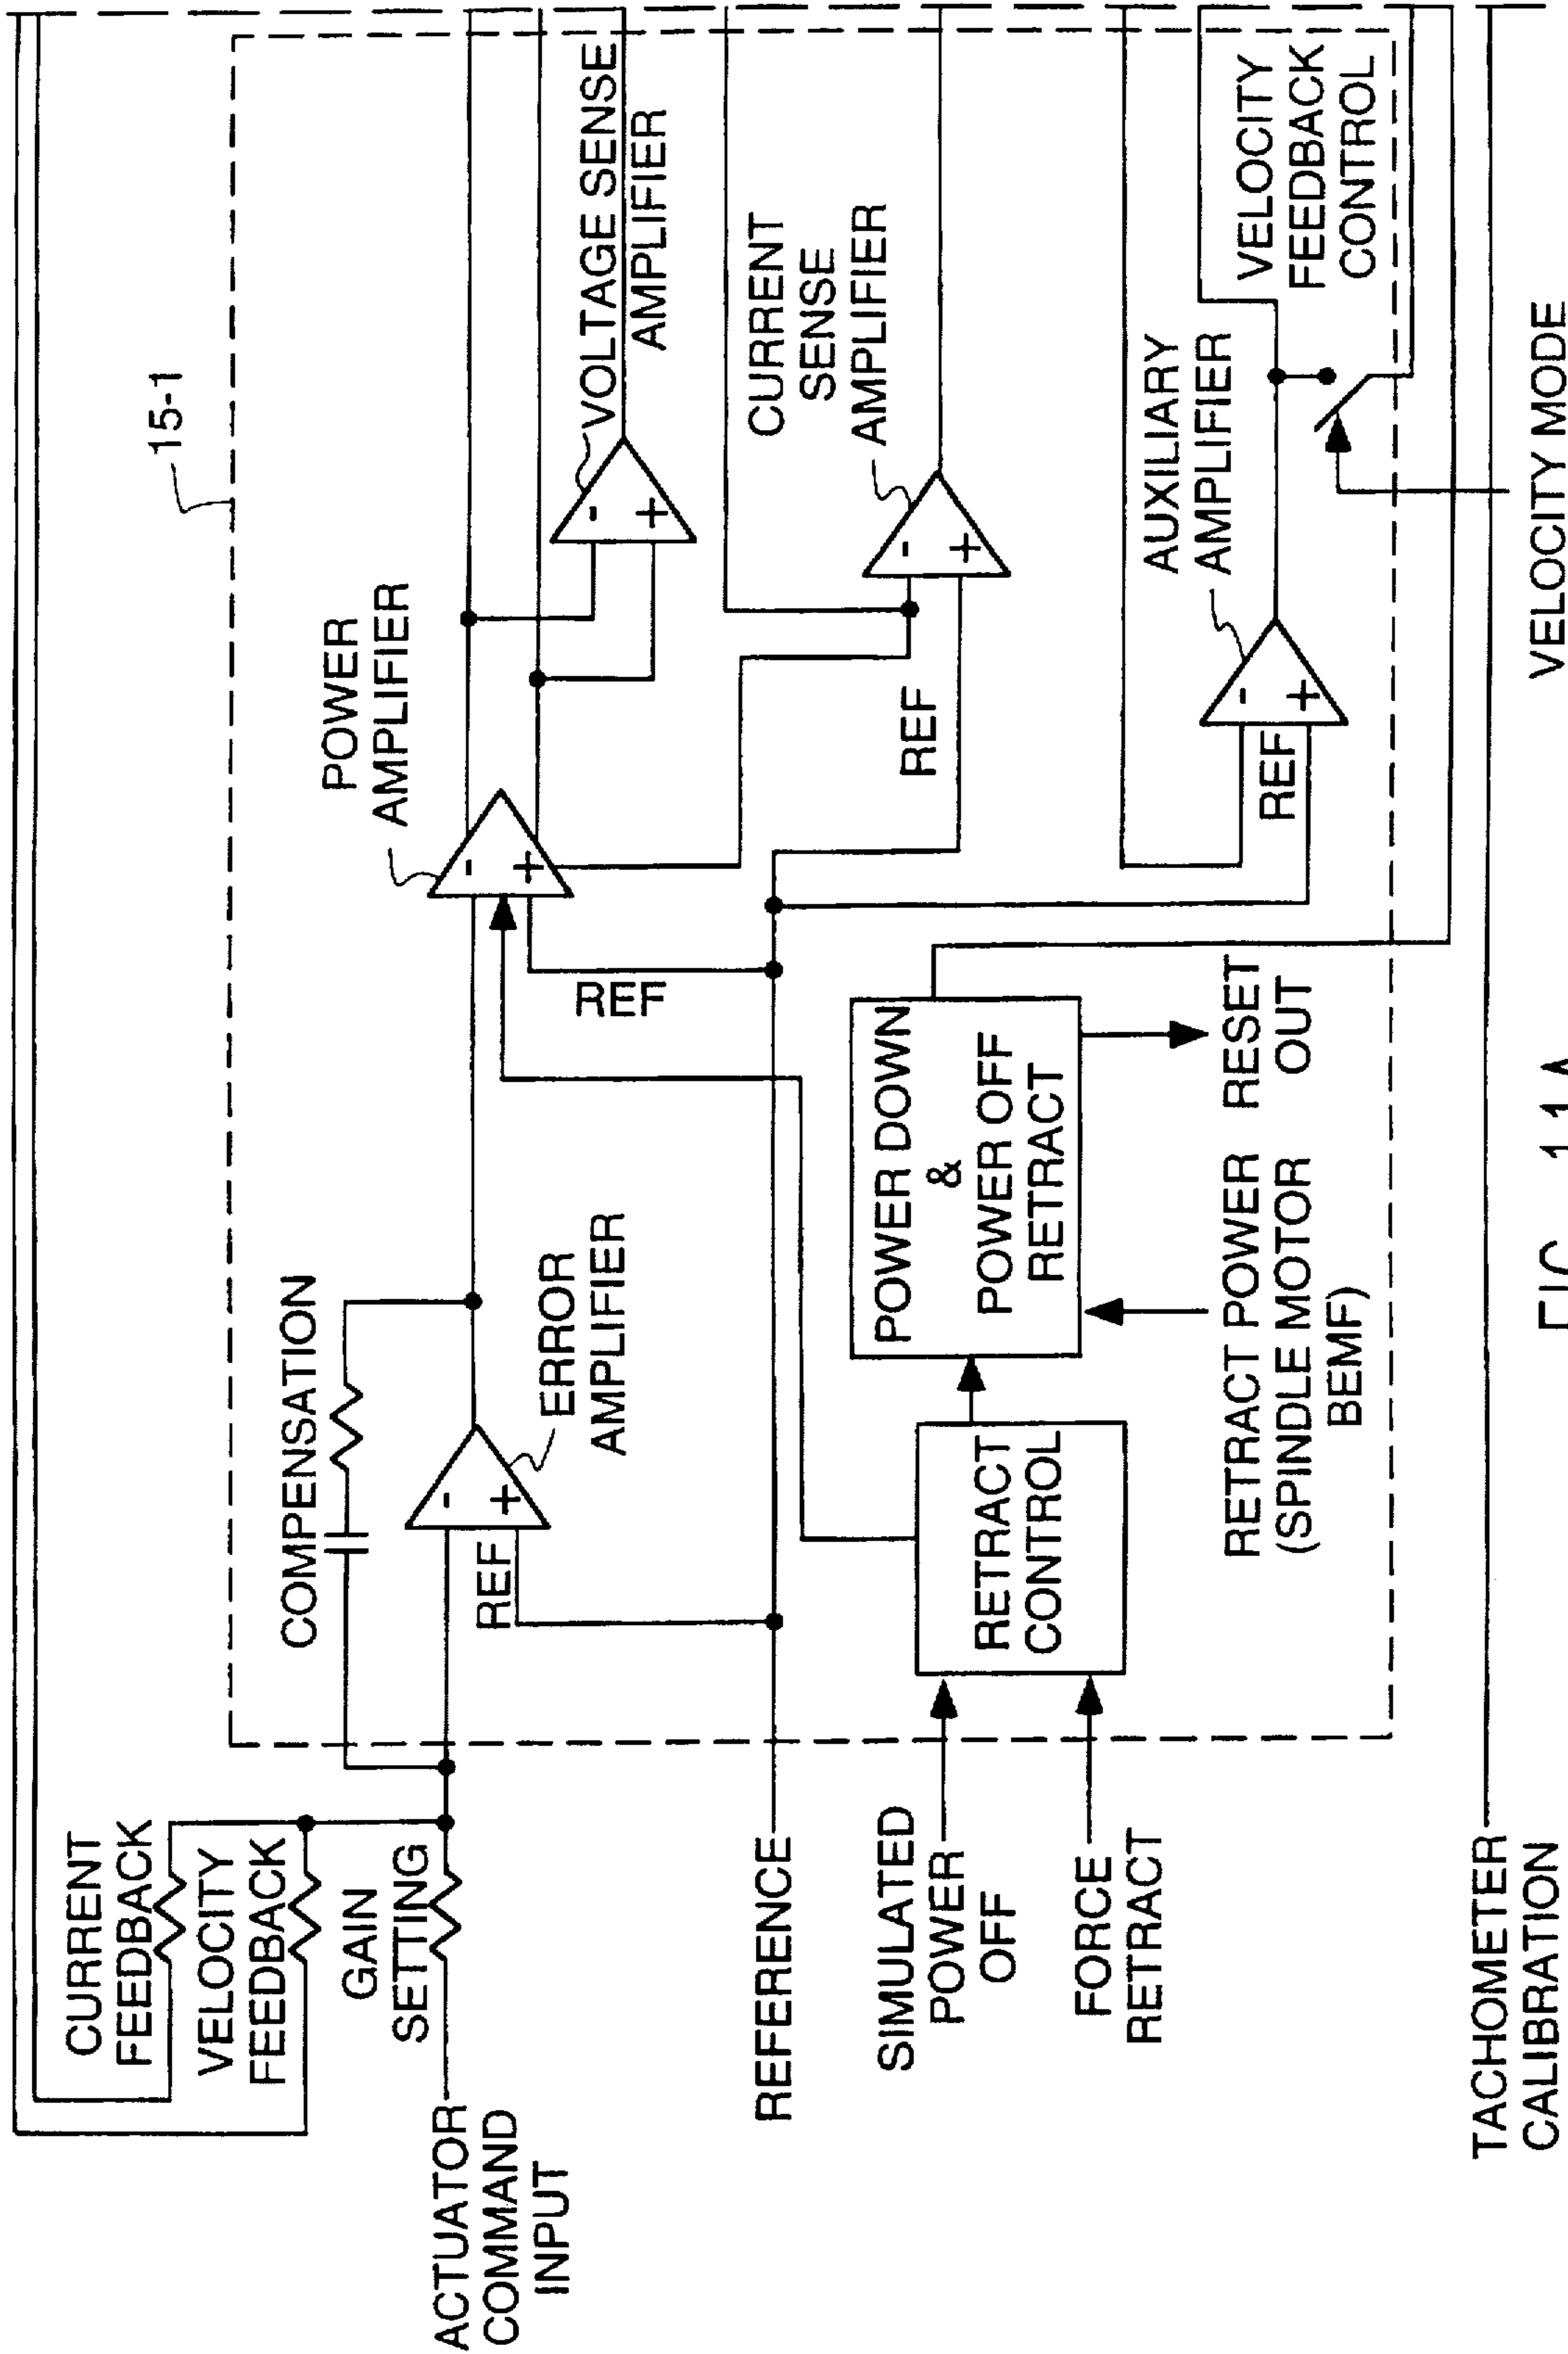 15-1
CURRENT
FEEDBACK
VELOCITY
FEEDBACK
GAIN
SETTING
ACTUATOR
COMMAND
INPUT
COMPENSATION
-
+
REF
ERROR
AMPLIFIER
POWER
AMPLIFIER
-
+
REF
VOLTAGE SENSE
AMPLIFIER
-
+
CURRENT
SENSE
AMPLIFIER
-
+
REF
REFERENCE
SIMULATED
POWER
OFF
FORCE
RETRACT
RETRACT
CONTROL
POWER DOWN
&
POWER OFF
RETRACT
RETRACT POWER
(SPINDLE MOTOR
BEMF)
RESET
OUT
AUXILIARY
AMPLIFIER
-
+
REF
VELOCITY
FEEDBACK
CONTROL
VELOCITY MODE
TACHOMETER
CALIBRATION